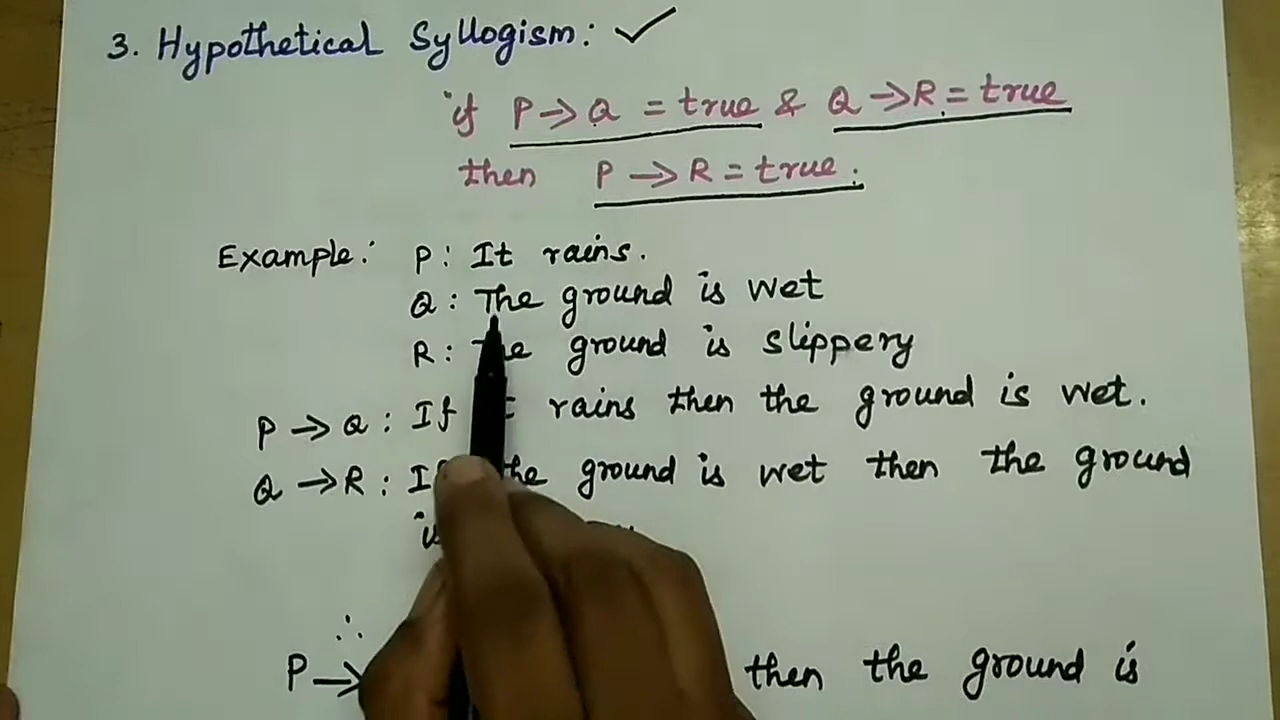 3. Hypothetical Syllogism: ✓
if P → Q = true & Q → R = true
then P → R = true.
Example: P: It rains.
Q: The ground is wet
R: The ground is slippery
P → Q: If rains then the ground is wet.
Q → R: the ground is wet then the ground
∴
P → then the ground is